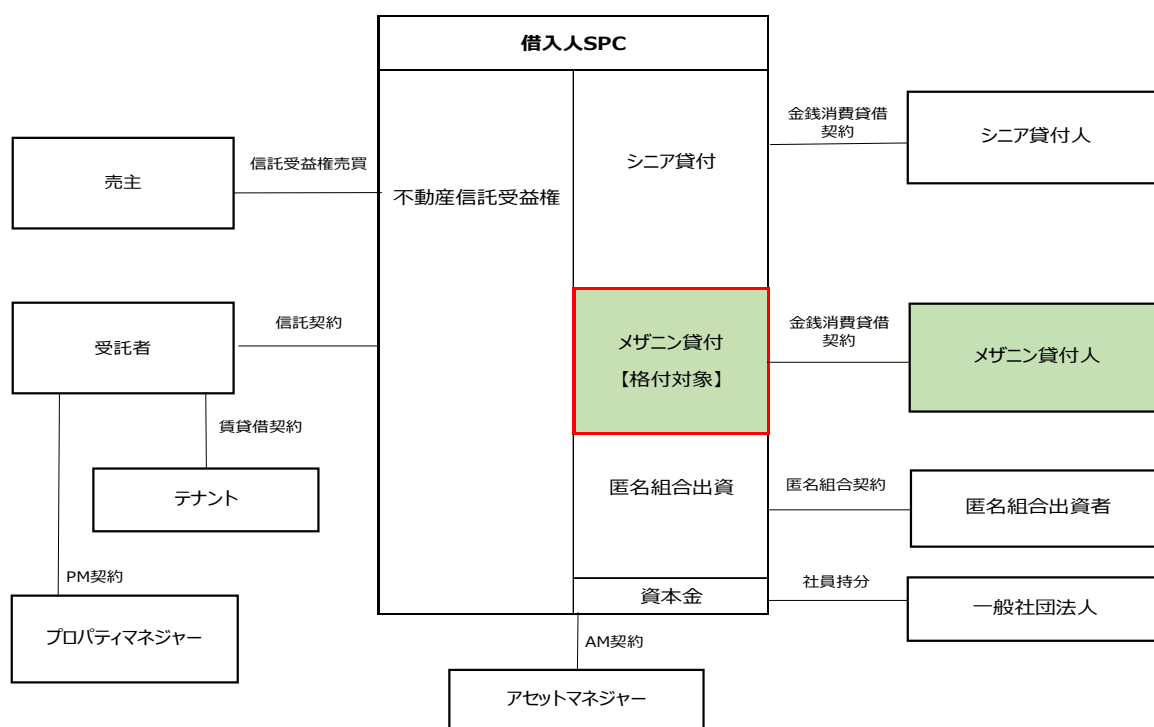 借入人SPC
売主
信託受益権売買
不動産信託受益権
シニア貸付
金銭消費貸借
契約
シニア貸付人
受託者
信託契約
メザニン貸付
【格付対象】
金銭消費貸借
契約
メザニン貸付人
賃貸借契約
テナント
匿名組合出資
匿名組合契約
匿名組合出資者
PM契約
プロパティマネジャー
資本金
社員持分
一般社団法人
AM契約
アセットマネジャー